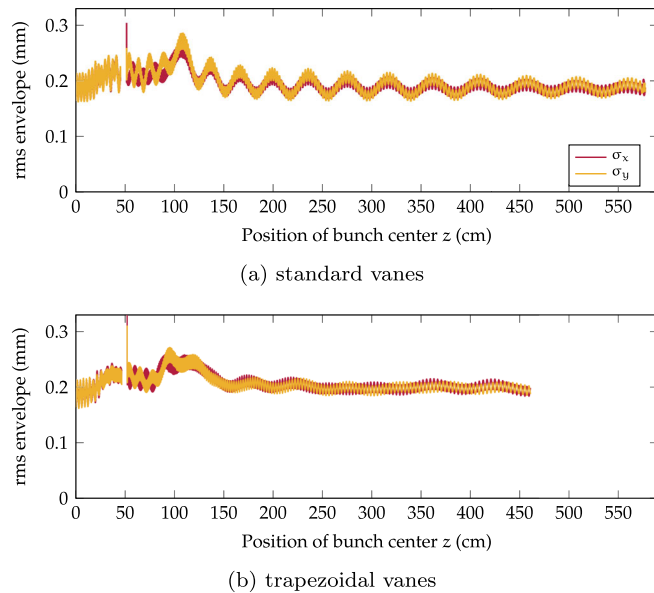 0.3
0.2
0.1
0
rms envelope (mm)
σx
σy
0 50 100 150 200 250 300 350 400 450 500 550
Position of bunch center z (cm)
(a) standard vanes
0.3
0.2
0.1
0
rms envelope (mm)
0 50 100 150 200 250 300 350 400 450 500 550
Position of bunch center z (cm)
(b) trapezoidal vanes